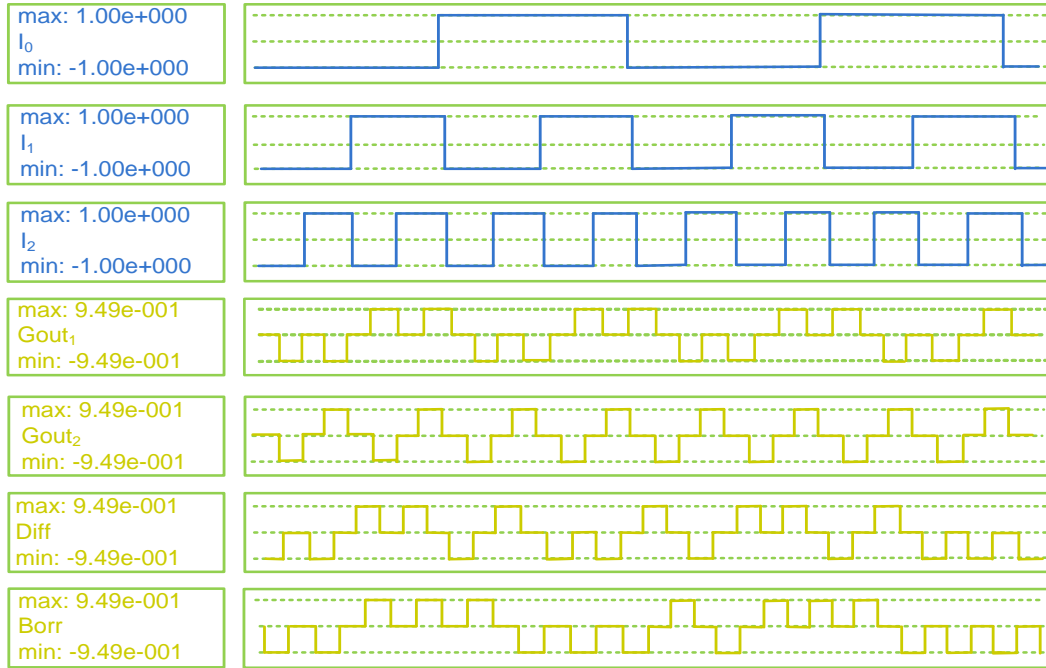 max: 1.00e+000
I₀
min: -1.00e+000
max: 1.00e+000
I₁
min: -1.00e+000
max: 1.00e+000
I₂
min: -1.00e+000
max: 9.49e-001
Gout₁
min: -9.49e-001
max: 9.49e-001
Gout₂
min: -9.49e-001
max: 9.49e-001
Diff
min: -9.49e-001
max: 9.49e-001
Borr
min: -9.49e-001